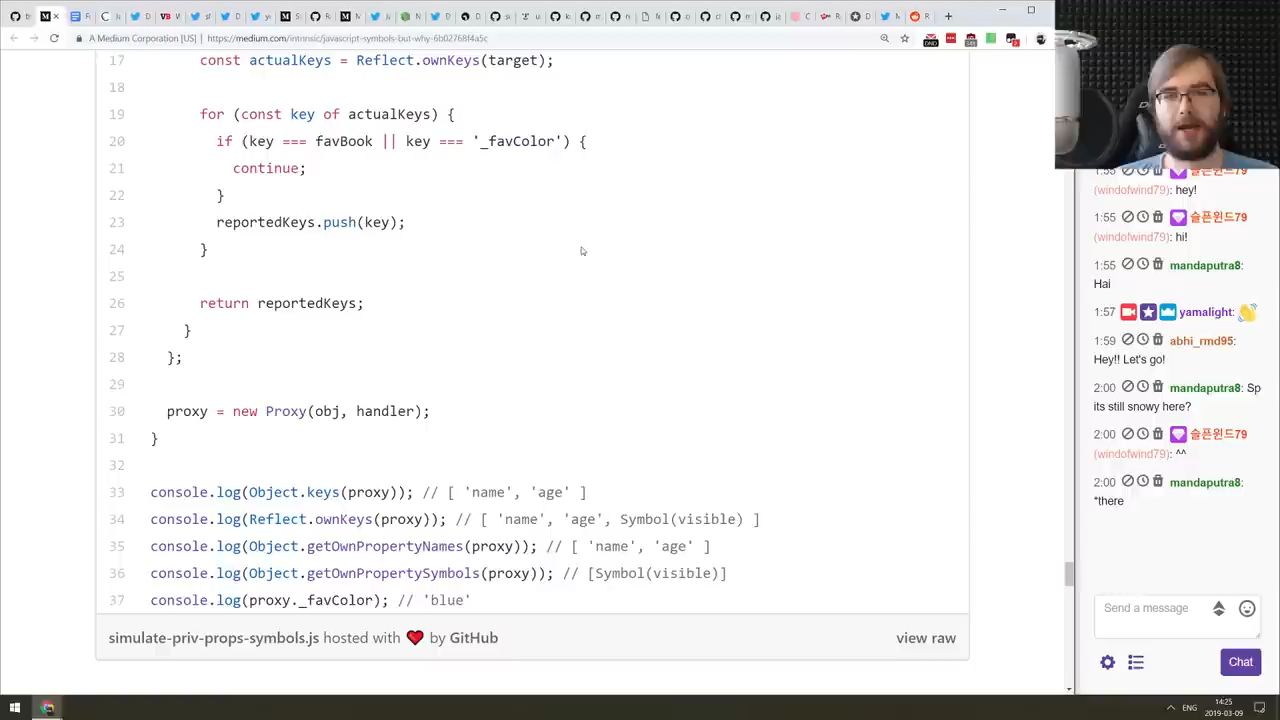 A Medium Corporation [US] | https://medium.com/intrinsic/javascript-symbols-but-why-6b02768f4a5c
17 const actualKeys = Reflect.ownKeys(target);
18
19 for (const key of actualKeys) {
20 if (key === favBook || key === '_favColor') {
21 continue;
22 }
23 reportedKeys.push(key);
24 }
25
26 return reportedKeys;
27 }
28 };
29
30 proxy = new Proxy(obj, handler);
31 }
32
33 console.log(Object.keys(proxy)); // [ 'name', 'age' ]
34 console.log(Reflect.ownKeys(proxy)); // [ 'name', 'age', Symbol(visible) ]
35 console.log(Object.getOwnPropertyNames(proxy)); // [ 'name', 'age' ]
36 console.log(Object.getOwnPropertySymbols(proxy)); // [Symbol(visible)]
37 console.log(proxy._favColor); // 'blue'
simulate-priv-props-symbols.js hosted with ❤ by GitHub
view raw
1:55 슬픈윈드79
(windofwind79): hey!
1:55 슬픈윈드79
(windofwind79): hi!
1:55 mandaputra8:
Hai
1:57 yamalight:
1:59 abhi_rmd95:
Hey!! Let's go!
2:00 mandaputra8: Sp
its still snowy here?
2:00 슬픈윈드79
(windofwind79): ^^
2:00 mandaputra8:
*there
Send a message
Chat
ENG
14:25
2019-03-09